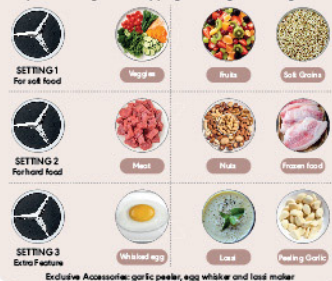 SETTING 1
For soft food
Veggies
Fruits
Soft Grains
SETTING 2
For hard food
Meat
Nuts
Frozen food
SETTING 3
Extra Feature
Whisked egg
Lassi
Peeling Garlic
Exclusive Accessories: garlic peeler, egg whisker and lassi maker